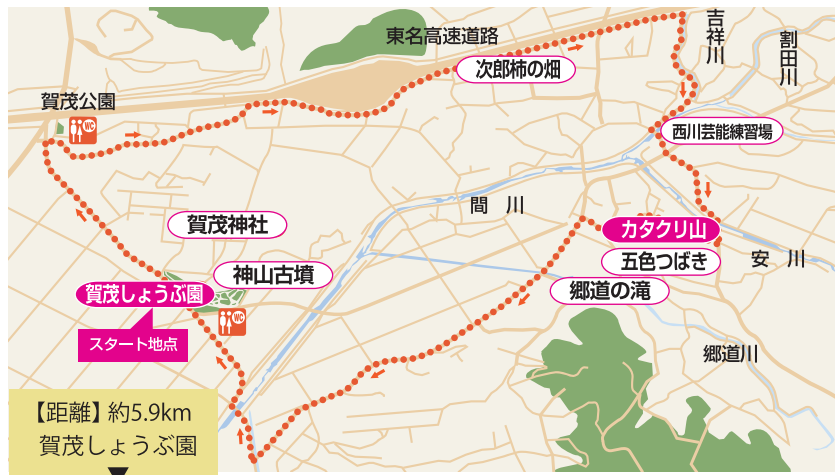 東名高速道路
吉祥川
割田川
次郎柿の畑
賀茂公園
WC
西川芸能練習場
間川
賀茂神社
カタクリ山
五色つばき
安川
神山古墳
賀茂しょうぶ園
郷道の滝
WC
スタート地点
郷道川
【距離】約5.9km
賀茂しょうぶ園